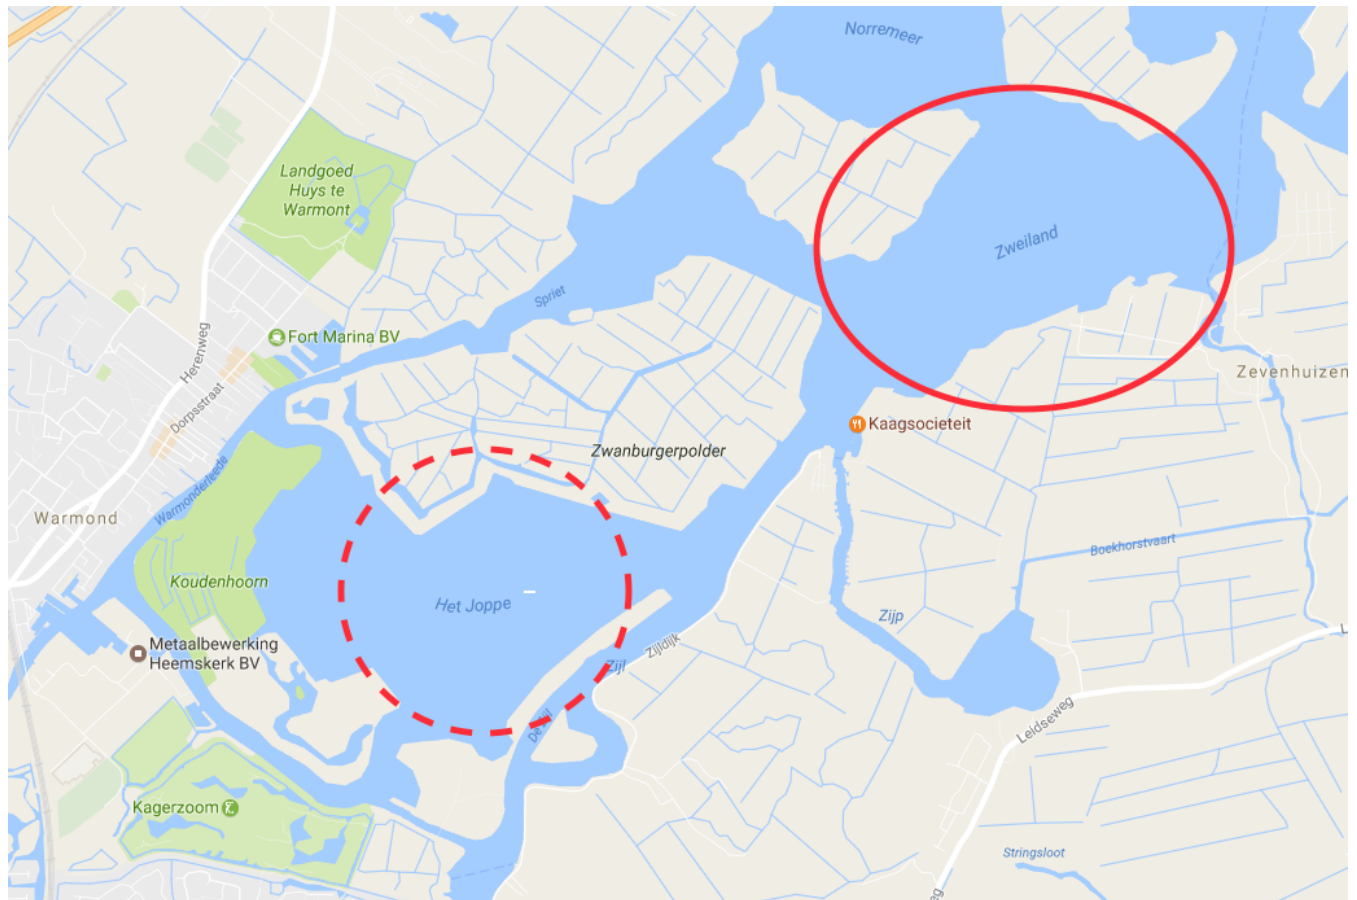 Norremeer
Landgoed
Huys te
Warmont
Zweiland
Spriet
Fort Marina BV
Herenweg
Dorpsstraat
Zevenhuizen
Kaagsocieteit
Zwanburgerpolder
Warmonderleede
Warmond
Boekhorstvaart
Koudenhoorn
Het Joppe
Zijp
Metaalbewerking
Heemskerk BV
Zijldijk
Zijl
De Zijl
Leidseweg
Kagerzoom
Stringsloot